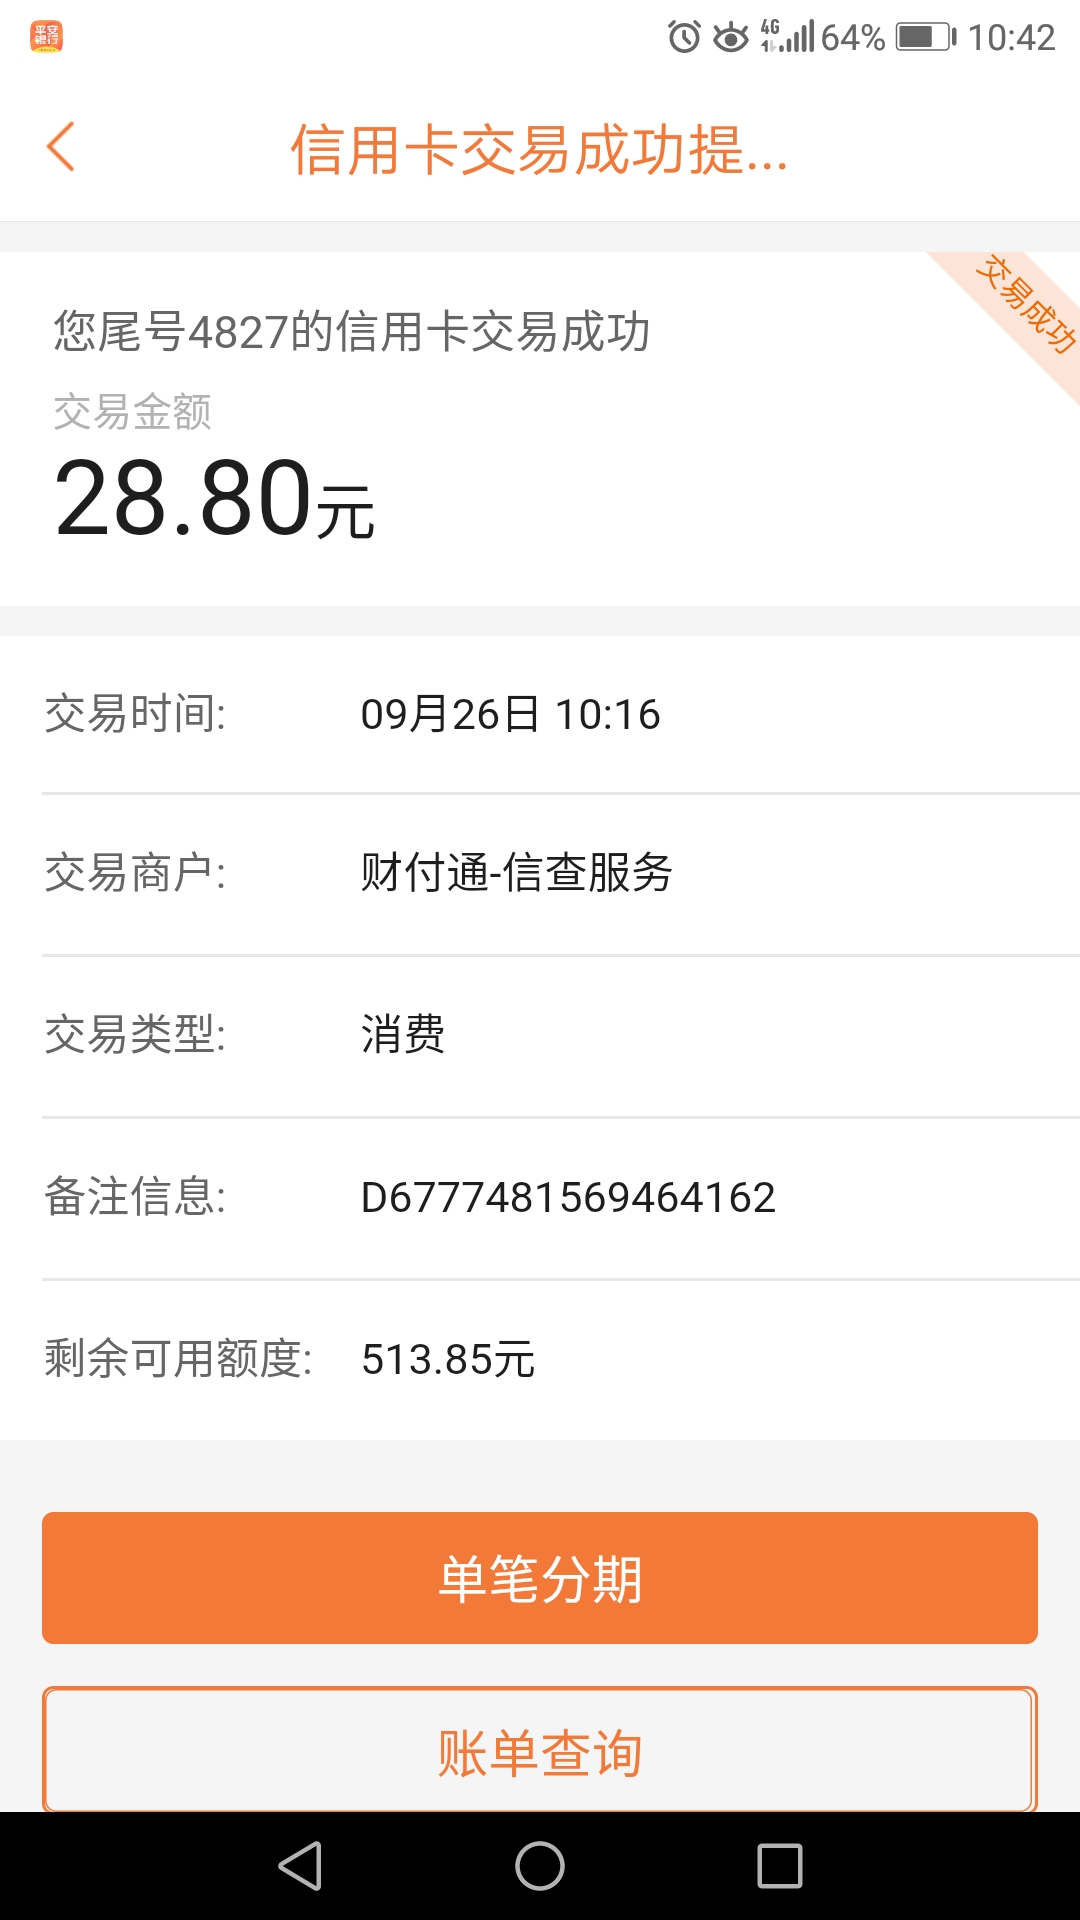 平安
银行
4G
64%
10:42
信用卡交易成功提...
交易成功
您尾号4827的信用卡交易成功
交易金额
28.80元
交易时间: 09月26日 10:16
交易商户: 财付通-信查服务
交易类型: 消费
备注信息: D6777481569464162
剩余可用额度: 513.85元
单笔分期
账单查询